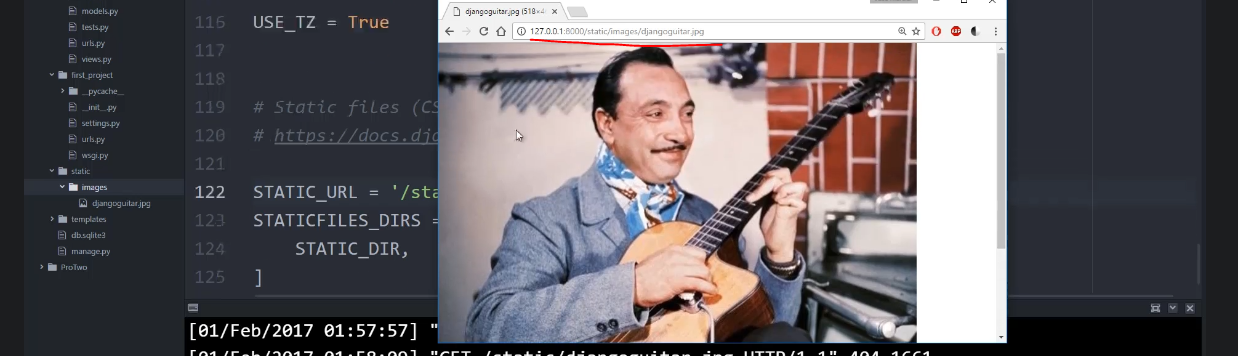 models.py
tests.py
urls.py
views.py
first_project
__pycache__
__init__.py
settings.py
urls.py
wsgi.py
static
images
djangoguitar.jpg
templates
db.sqlite3
manage.py
ProTwo
116 USE_TZ = True
117
118
119 # Static files (CS
120 # https://docs.djo
121
122 STATIC_URL = '/sta
123 STATICFILES_DIRS =
124 STATIC_DIR,
125 ]
djangoguitar.jpg (518×4
127.0.0.1:8000/static/images/djangoguitar.jpg
[01/Feb/2017 01:57:57] "
[01/Feb/2017 01:58:09] "GET /static/djangoguitar.jpg HTTP/1.1" 404 1661